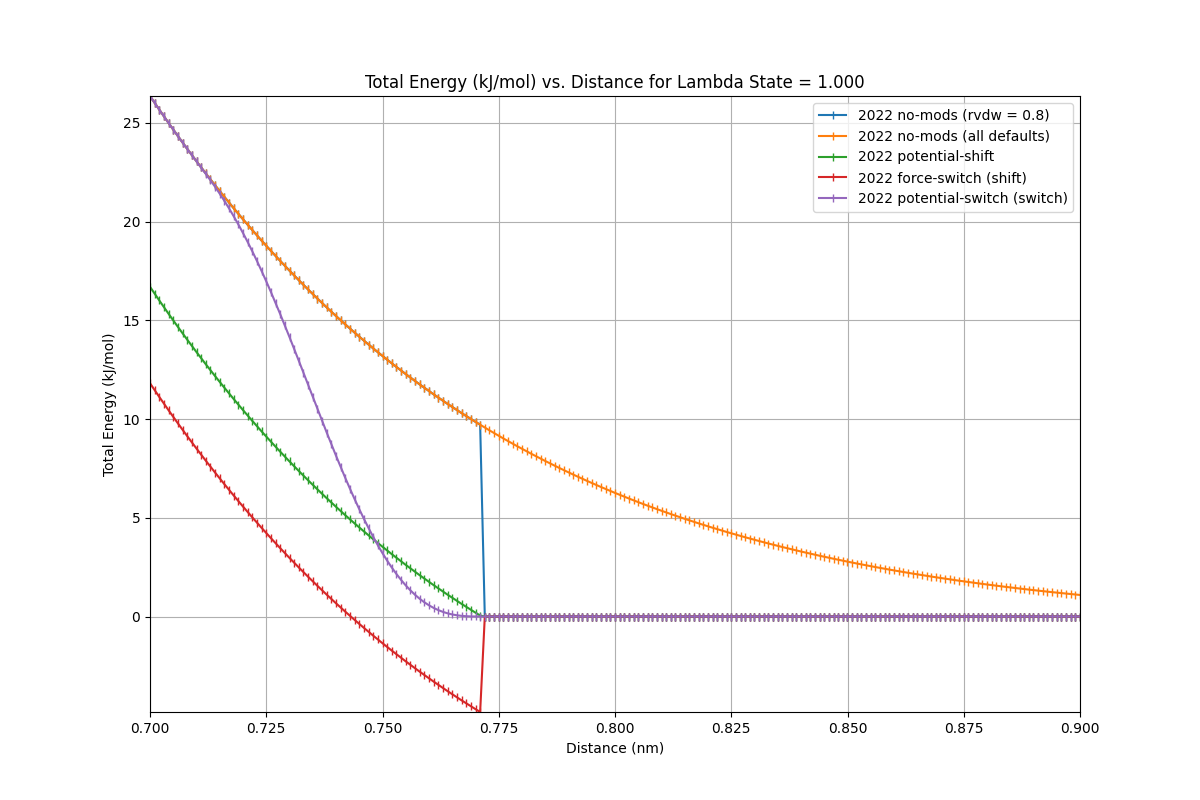 Total Energy (kJ/mol) vs. Distance for Lambda State = 1.000
2022 no-mods (rvdw = 0.8)
2022 no-mods (all defaults)
2022 potential-shift
2022 force-switch (shift)
2022 potential-switch (switch)
Total Energy (kJ/mol)
25
20
15
10
5
0
0.700
0.725
0.750
0.775
0.800
0.825
0.850
0.875
0.900
Distance (nm)